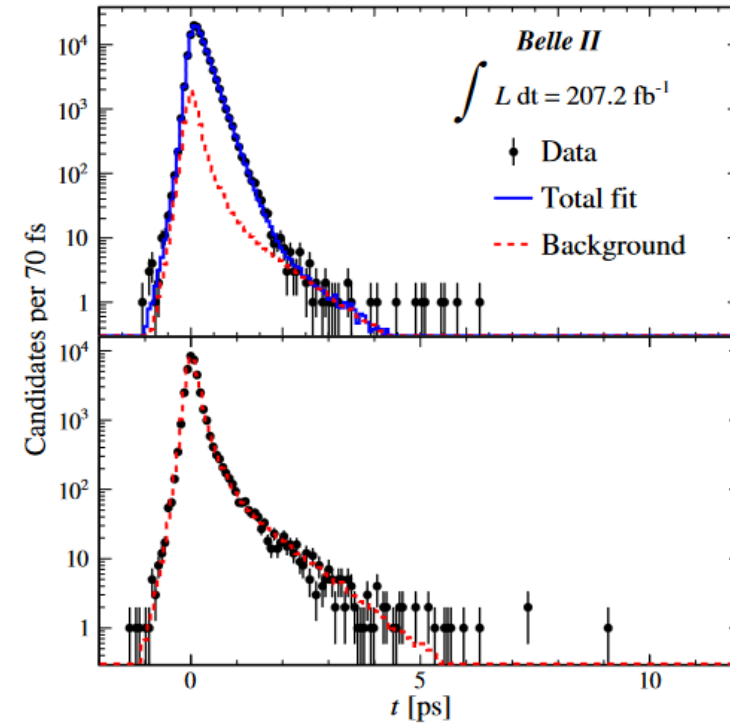 Belle II
∫ L dt = 207.2 fb⁻¹
Data
Total fit
Background
Candidates per 70 fs
10⁴
10³
10²
10
1
10⁴
10³
10²
10
1
0
5
10
t [ps]